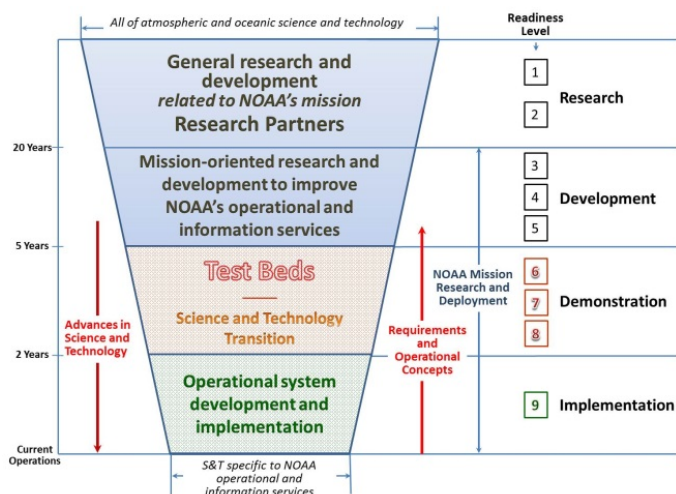 All of atmospheric and oceanic science and technology
Readiness
Level
General research and
development
related to NOAA's mission
Research Partners
1
2
Research
20 Years
Mission-oriented research and
development to improve
NOAA's operational and
information services
3
4
5
Development
5 Years
Test Beds
Science and Technology
Transition
NOAA Mission
Research and
Deployment
6
7
8
Demonstration
Advances in
Science and
Technology
Requirements
and
Operational
Concepts
2 Years
Operational system
development and
implementation
9
Implementation
Current
Operations
S&T specific to NOAA
operational and
information services